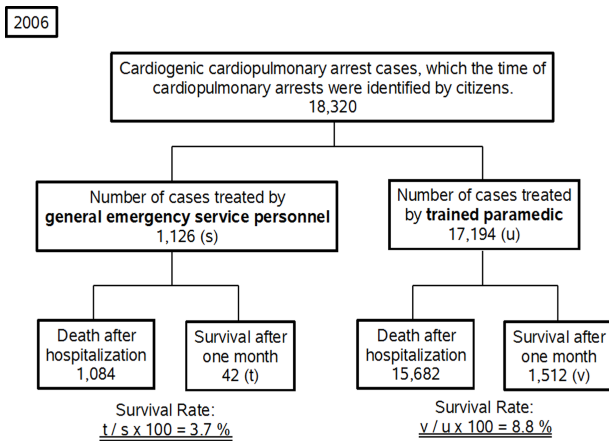 2006
Cardiogenic cardiopulmonary arrest cases, which the time of
cardiopulmonary arrests were identified by citizens.
18,320
Number of cases treated by
general emergency service personnel
1,126 (s)
Number of cases treated
by trained paramedic
17,194 (u)
Death after
hospitalization
1,084
Survival after
one month
42 (t)
Death after
hospitalization
15,682
Survival after
one month
1,512 (v)
Survival Rate:
t / s x 100 = 3.7 %
Survival Rate:
v / u x 100 = 8.8 %